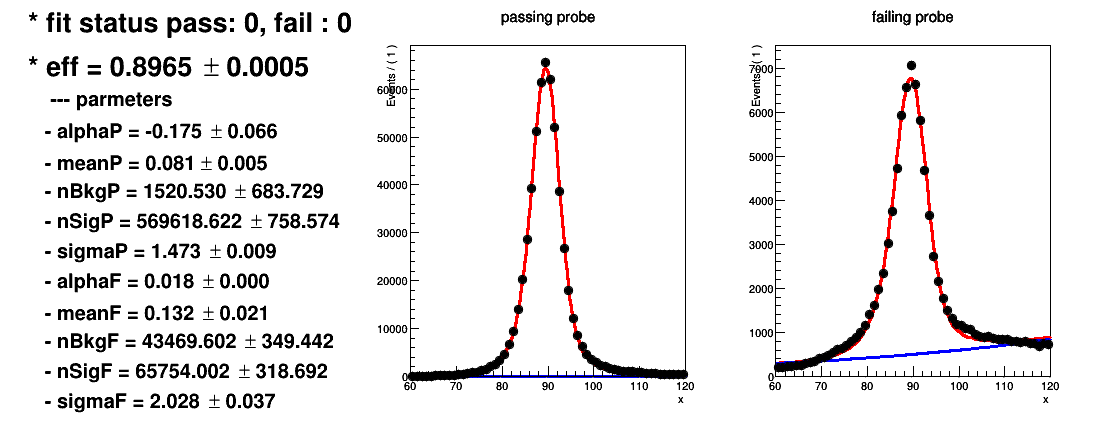 * fit status pass: 0, fail : 0
* eff = 0.8965 ± 0.0005
--- parmeters
- alphaP = -0.175 ± 0.066
- meanP = 0.081 ± 0.005
- nBkgP = 1520.530 ± 683.729
- nSigP = 569618.622 ± 758.574
- sigmaP = 1.473 ± 0.009
- alphaF = 0.018 ± 0.000
- meanF = 0.132 ± 0.021
- nBkgF = 43469.602 ± 349.442
- nSigF = 65754.002 ± 318.692
- sigmaF = 2.028 ± 0.037
passing probe
Events / ( 1 )
60000
50000
40000
30000
20000
10000
0
60 70 80 90 100 110 120
x
failing probe
Events / ( 1 )
7000
6000
5000
4000
3000
2000
1000
0
60 70 80 90 100 110 120
x